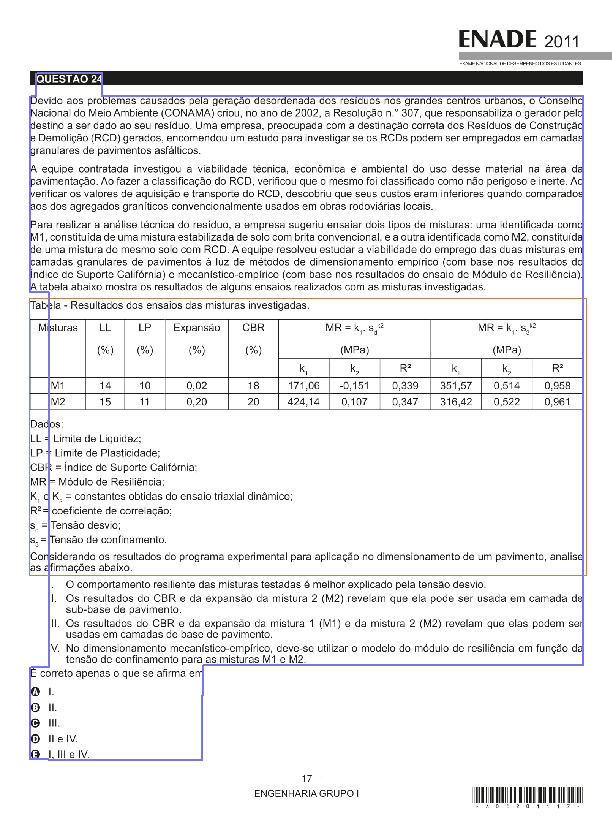 ENADE 2011
EXAME NACIONAL DE DESEMPENHO DOS ESTUDANTES
QUESTÃO 24
Devido aos problemas causados pela geração desordenada dos resíduos nos grandes centros urbanos, o Conselho
Nacional do Meio Ambiente (CONAMA) criou, no ano de 2002, a Resolução n.° 307, que responsabiliza o gerador pelo
destino a ser dado ao seu resíduo. Uma empresa, preocupada com a destinação correta dos Resíduos de Construção
e Demolição (RCD) gerados, encomendou um estudo para investigar se os RCDs podem ser empregados em camadas
granulares de pavimentos asfálticos.
A equipe contratada investigou a viabilidade técnica, econômica e ambiental do uso desse material na área da
pavimentação. Ao fazer a classificação do RCD, verificou que o mesmo foi classificado como não perigoso e inerte. Ao
verificar os valores de aquisição e transporte do RCD, percebeu que seus custos eram inferiores quando comparados
aos dos agregados graníticos convencionalmente usados em obras rodoviárias locais.
Para realizar a análise técnica do resíduo, a empresa sugeriu ensaiar dois tipos de misturas: uma identificada como
M1, constituída de uma mistura estabilizada de solo com brita convencional, e a outra identificada como M2, constituída
de uma mistura do mesmo solo com RCD. A equipe resolveu estudar a viabilidade do emprego das duas misturas em
camadas granulares de pavimentos à luz de métodos de dimensionamento empírico (com base nos resultados do
Índice de Suporte Califórnia) e mecanístico-empírico (com base nos resultados do ensaio de Módulo de Resiliência).
A tabela abaixo mostra os resultados de alguns ensaios realizados com as misturas investigadas.
Tabela - Resultados dos ensaios das misturas investigadas.
Misturas LL LP Expansão CBR MR = k₁. s_d^k2 MR = k₁. s₃^k2
(%) (%) (%) (%) (MPa) (MPa)
k₁ k₂ R² k₁ k₂ R²
M1 14 10 0,02 18 171,06 -0,151 0,339 351,57 0,514 0,958
M2 15 11 0,20 20 424,14 0,107 0,347 316,42 0,522 0,961
Dados:
LL = Limite de Liquidez;
LP = Limite de Plasticidade;
CBR = Índice de Suporte Califórnia;
MR = Módulo de Resiliência;
K₁ e K₂ = constantes obtidas do ensaio triaxial dinâmico;
R² = coeficiente de correlação;
s_d = Tensão desvio;
s₃ = Tensão de confinamento.
Considerando os resultados do programa experimental para aplicação no dimensionamento de um pavimento, analise
as afirmações abaixo.
I. O comportamento resiliente das misturas testadas é melhor explicado pela tensão desvio.
II. Os resultados do CBR e da expansão da mistura 2 (M2) revelam que ela pode ser usada em camada de
sub-base de pavimento.
III. Os resultados do CBR e da expansão da mistura 1 (M1) e da mistura 2 (M2) revelam que elas podem ser
usadas em camadas de base de pavimento.
IV. No dimensionamento mecanístico-empírico, deve-se utilizar o modelo do módulo de resiliência em função da
tensão de confinamento para as misturas M1 e M2.
É correto apenas o que se afirma em
A I.
B II.
C III.
D II e IV.
E I, III e IV.
17
ENGENHARIA GRUPO I